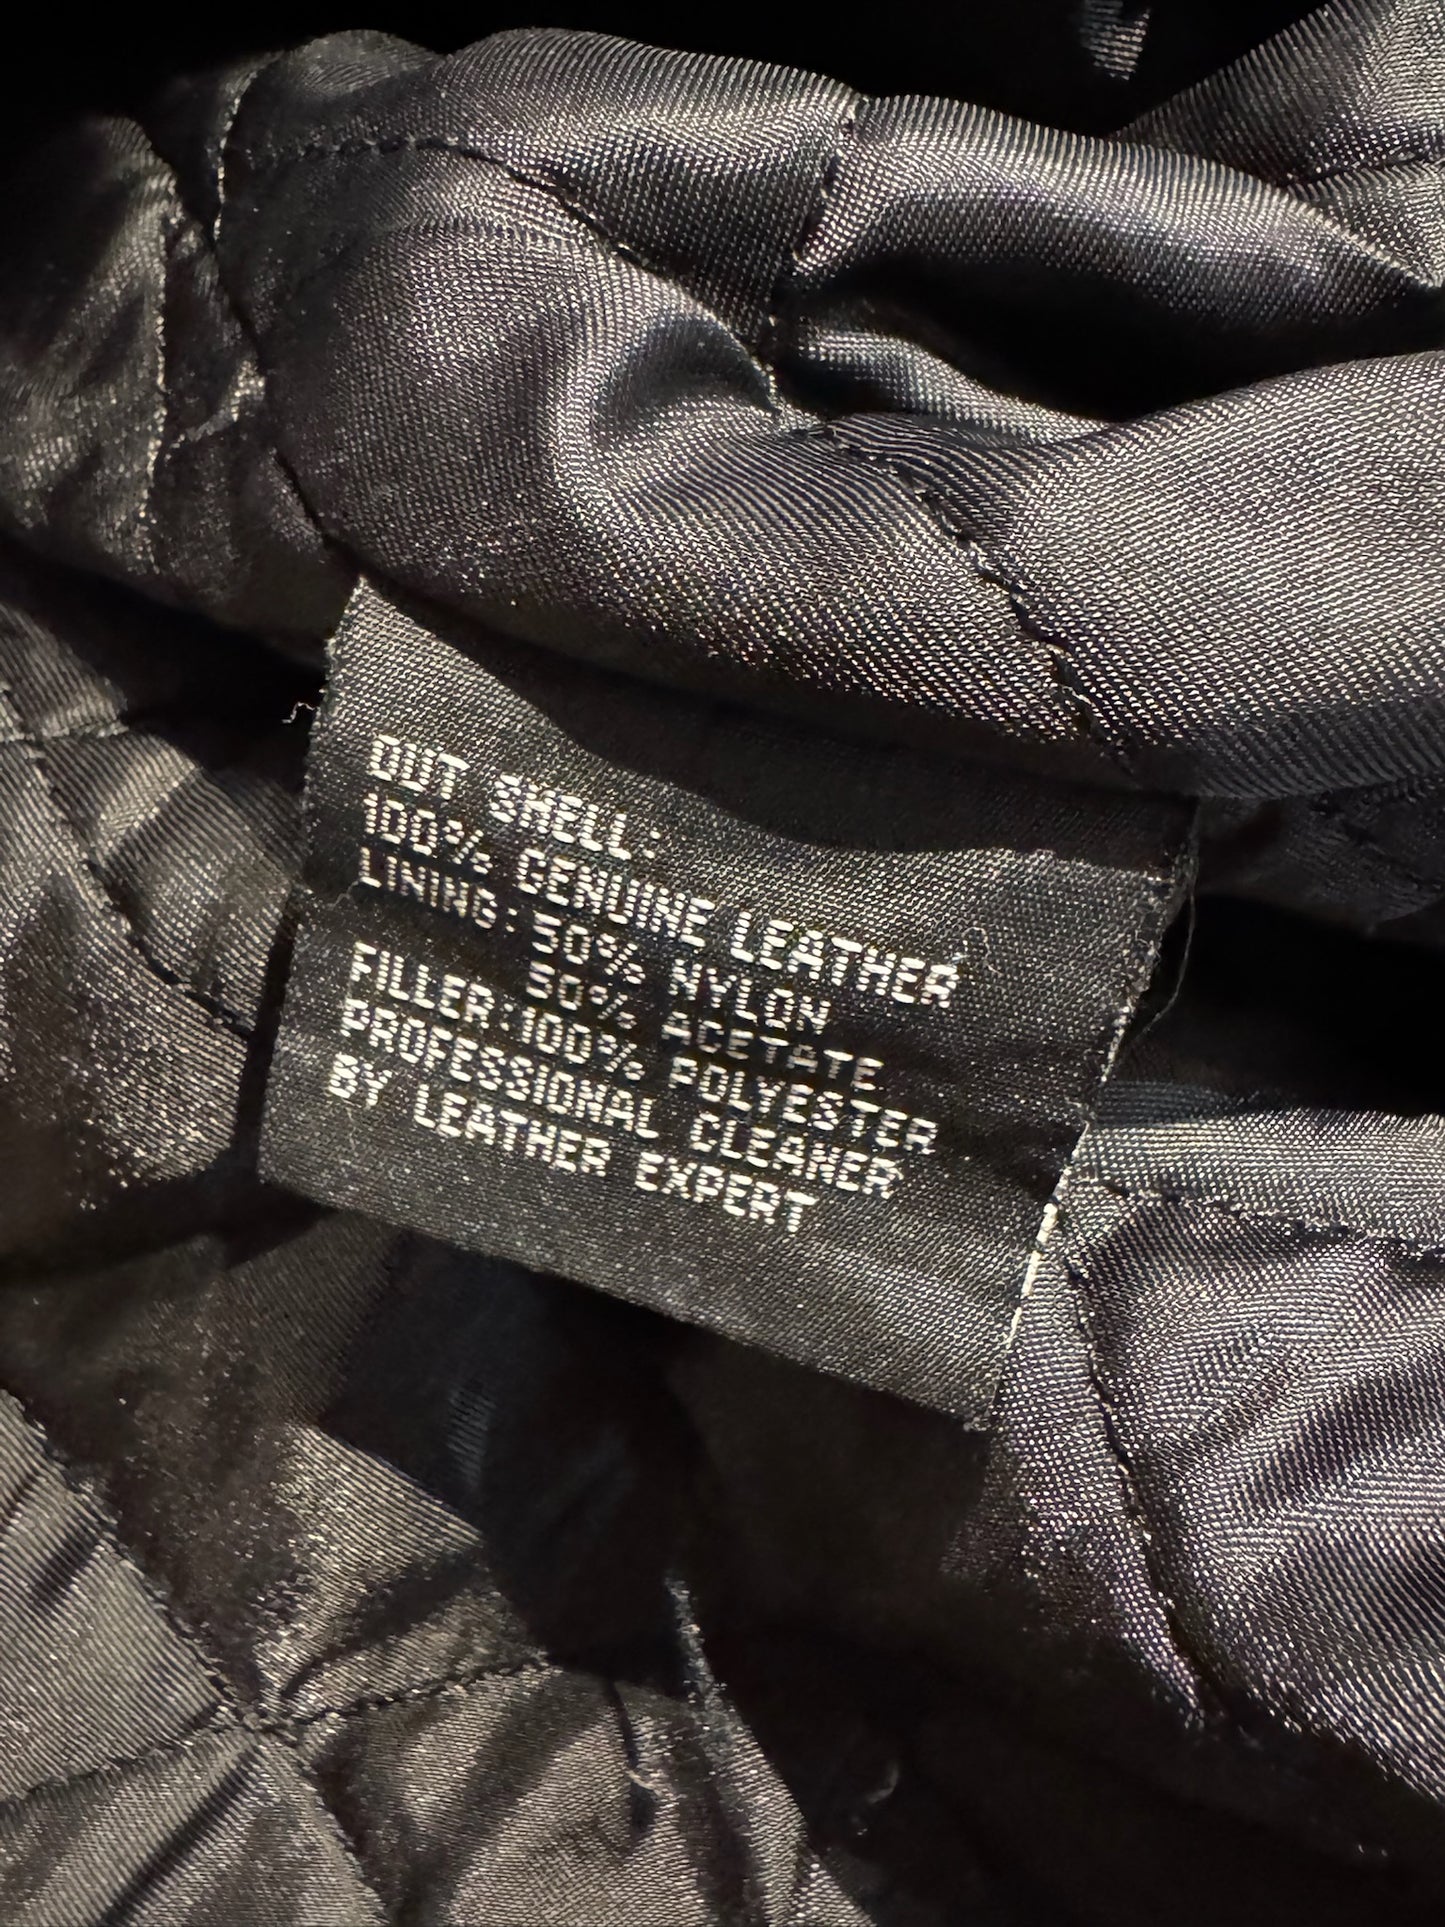 OUT SHELL:
100% GENUINE LEATHER
LINING: 50% NYLON
50% ACETATE
FILLER: 100% POLYESTER
PROFESSIONAL CLEANER
BY LEATHER EXPERT